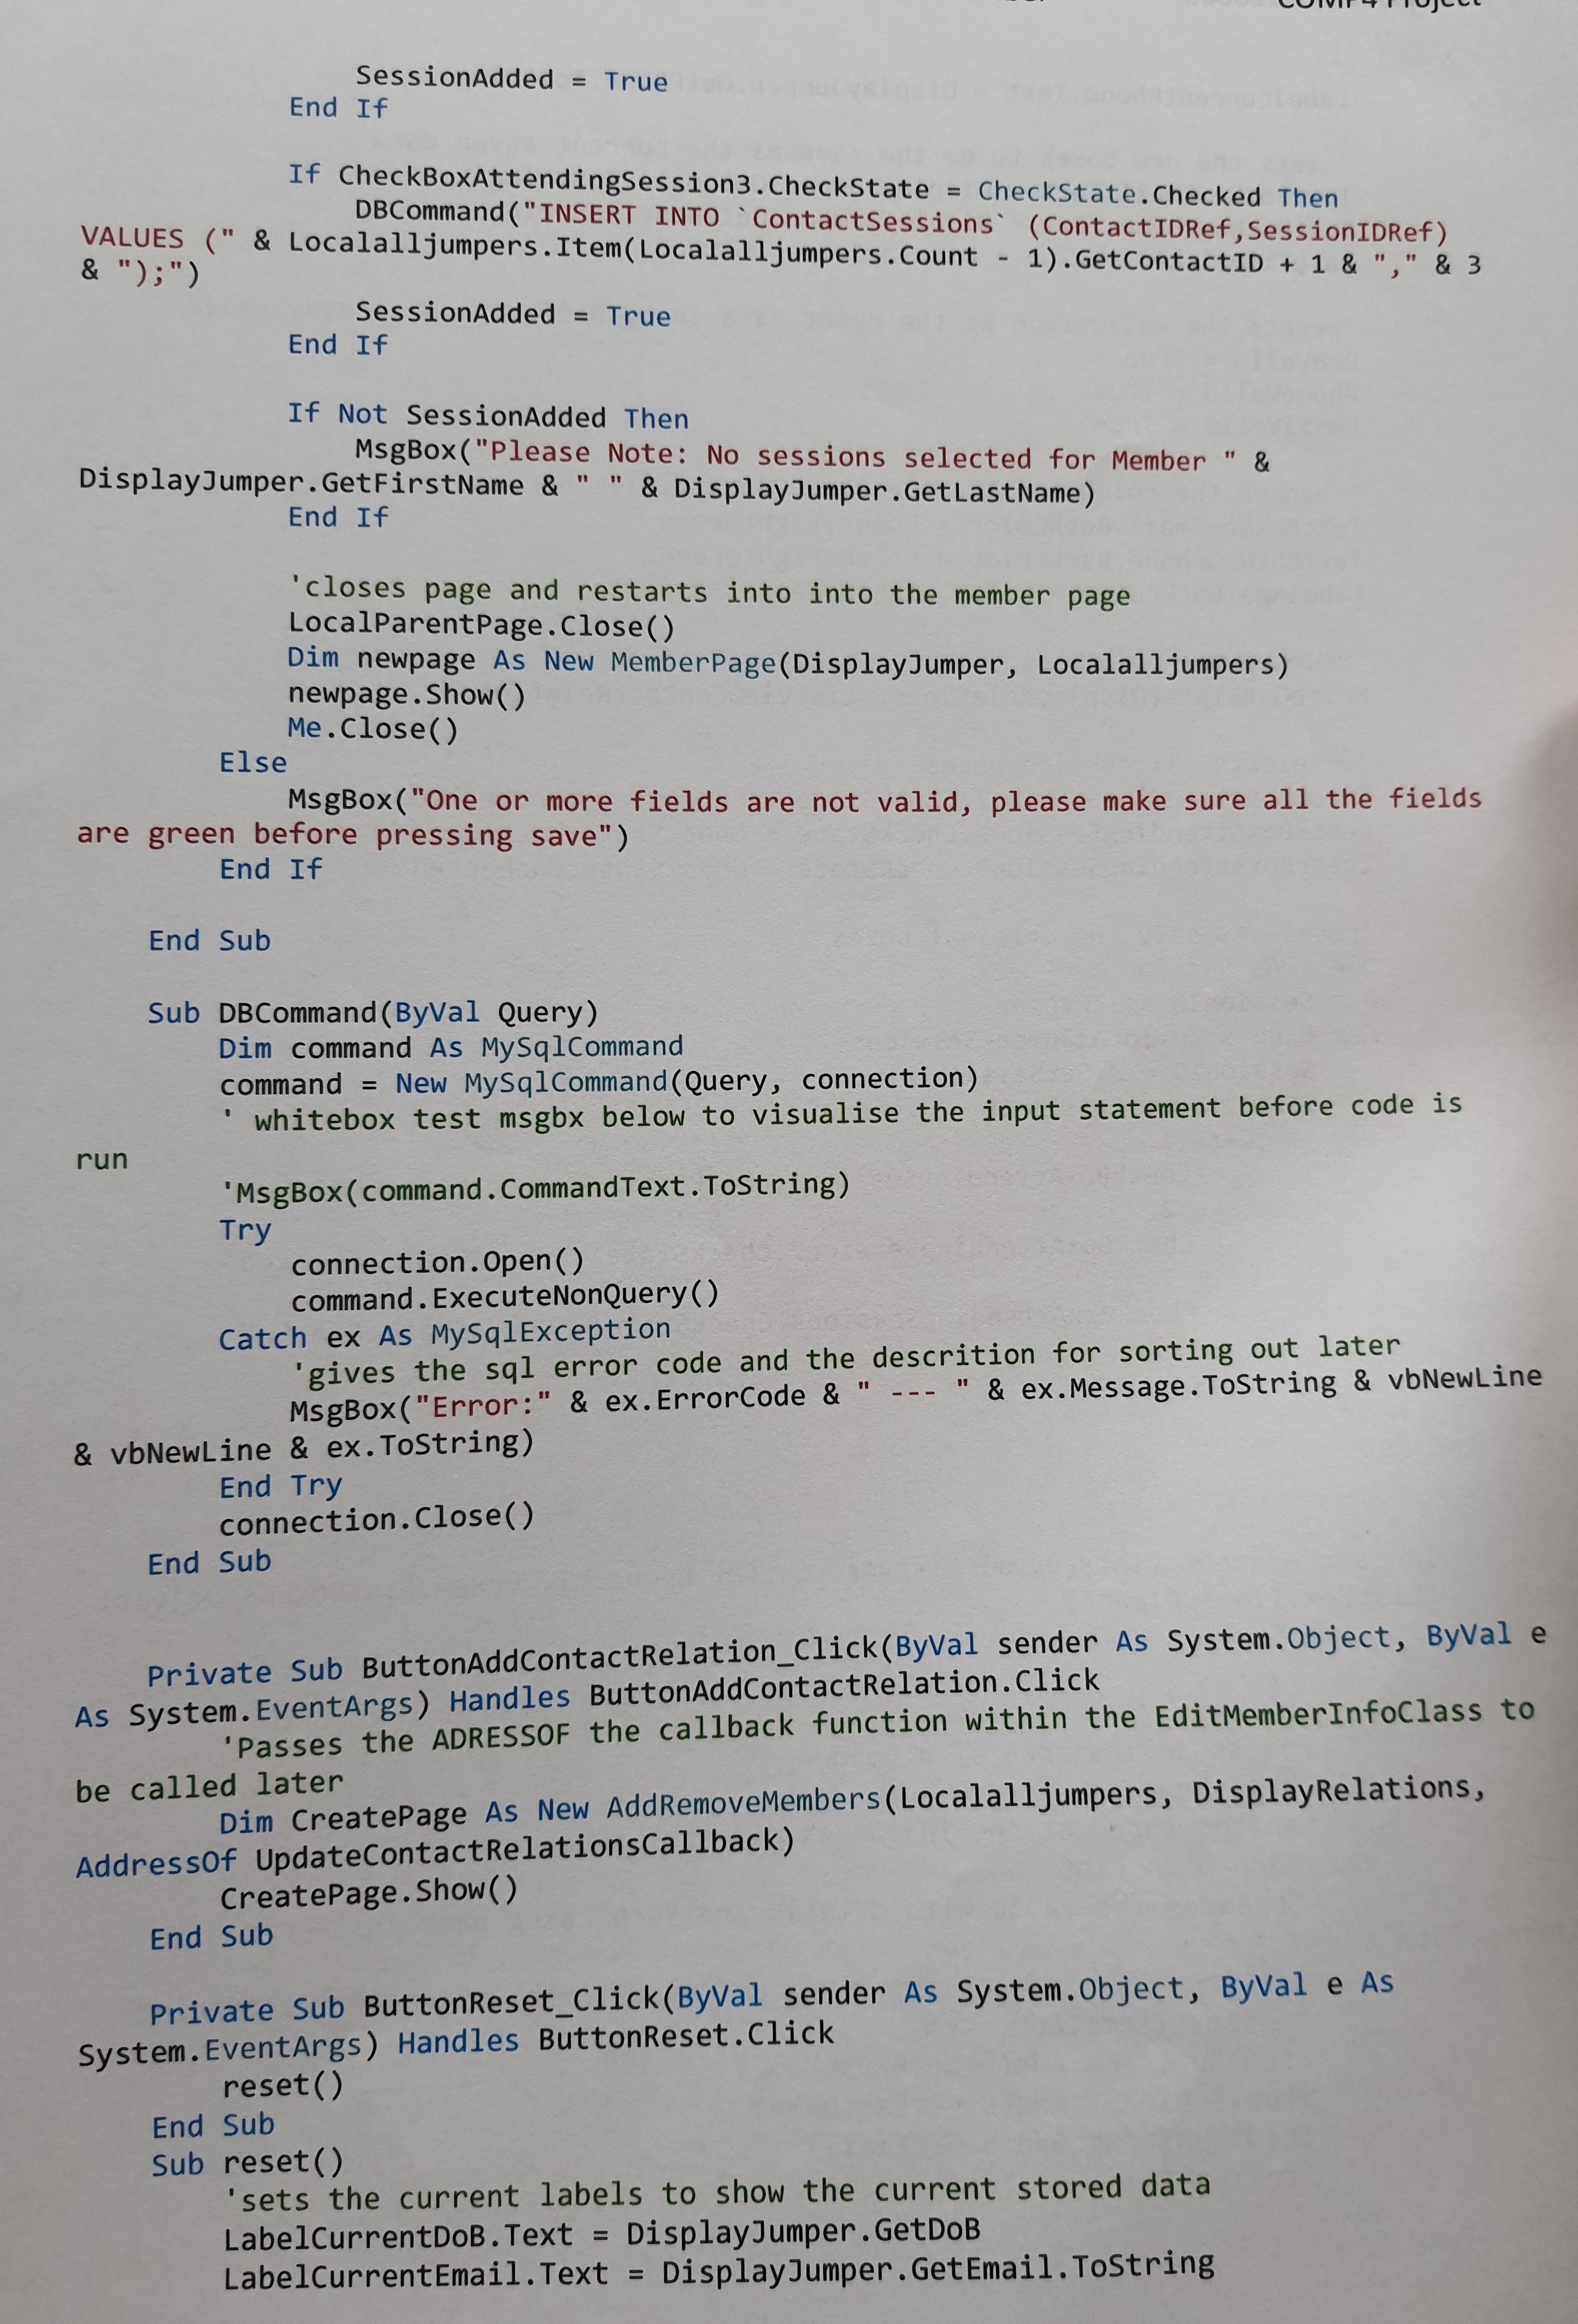 COMP4 Project
SessionAdded = True
End If
If CheckBoxAttendingSession3.CheckState = CheckState.Checked Then
DBCommand("INSERT INTO `ContactSessions` (ContactIDRef,SessionIDRef)
VALUES (" & Localalljumpers.Item(Localalljumpers.Count - 1).GetContactID + 1 & "," & 3
& ");")
SessionAdded = True
End If
If Not SessionAdded Then
MsgBox("Please Note: No sessions selected for Member " &
DisplayJumper.GetFirstName & " " & DisplayJumper.GetLastName)
End If
'closes page and restarts into into the member page
LocalParentPage.Close()
Dim newpage As New MemberPage(DisplayJumper, Localalljumpers)
newpage.Show()
Me.Close()
Else
MsgBox("One or more fields are not valid, please make sure all the fields
are green before pressing save")
End If
End Sub
Sub DBCommand(ByVal Query)
Dim command As MySqlCommand
command = New MySqlCommand(Query, connection)
' whitebox test msgbx below to visualise the input statement before code is
run
'MsgBox(command.CommandText.ToString)
Try
connection.Open()
command.ExecuteNonQuery()
Catch ex As MySqlException
'gives the sql error code and the descrition for sorting out later
MsgBox("Error:" & ex.ErrorCode & " --- " & ex.Message.ToString & vbNewLine
& vbNewLine & ex.ToString)
End Try
connection.Close()
End Sub
Private Sub ButtonAddContactRelation_Click(ByVal sender As System.Object, ByVal e
As System.EventArgs) Handles ButtonAddContactRelation.Click
'Passes the ADRESSOF the callback function within the EditMemberInfoClass to
be called later
Dim CreatePage As New AddRemoveMembers(Localalljumpers, DisplayRelations,
AddressOf UpdateContactRelationsCallback)
CreatePage.Show()
End Sub
Private Sub ButtonReset_Click(ByVal sender As System.Object, ByVal e As
System.EventArgs) Handles ButtonReset.Click
reset()
End Sub
Sub reset()
'sets the current labels to show the current stored data
LabelCurrentDoB.Text = DisplayJumper.GetDoB
LabelCurrentEmail.Text = DisplayJumper.GetEmail.ToString